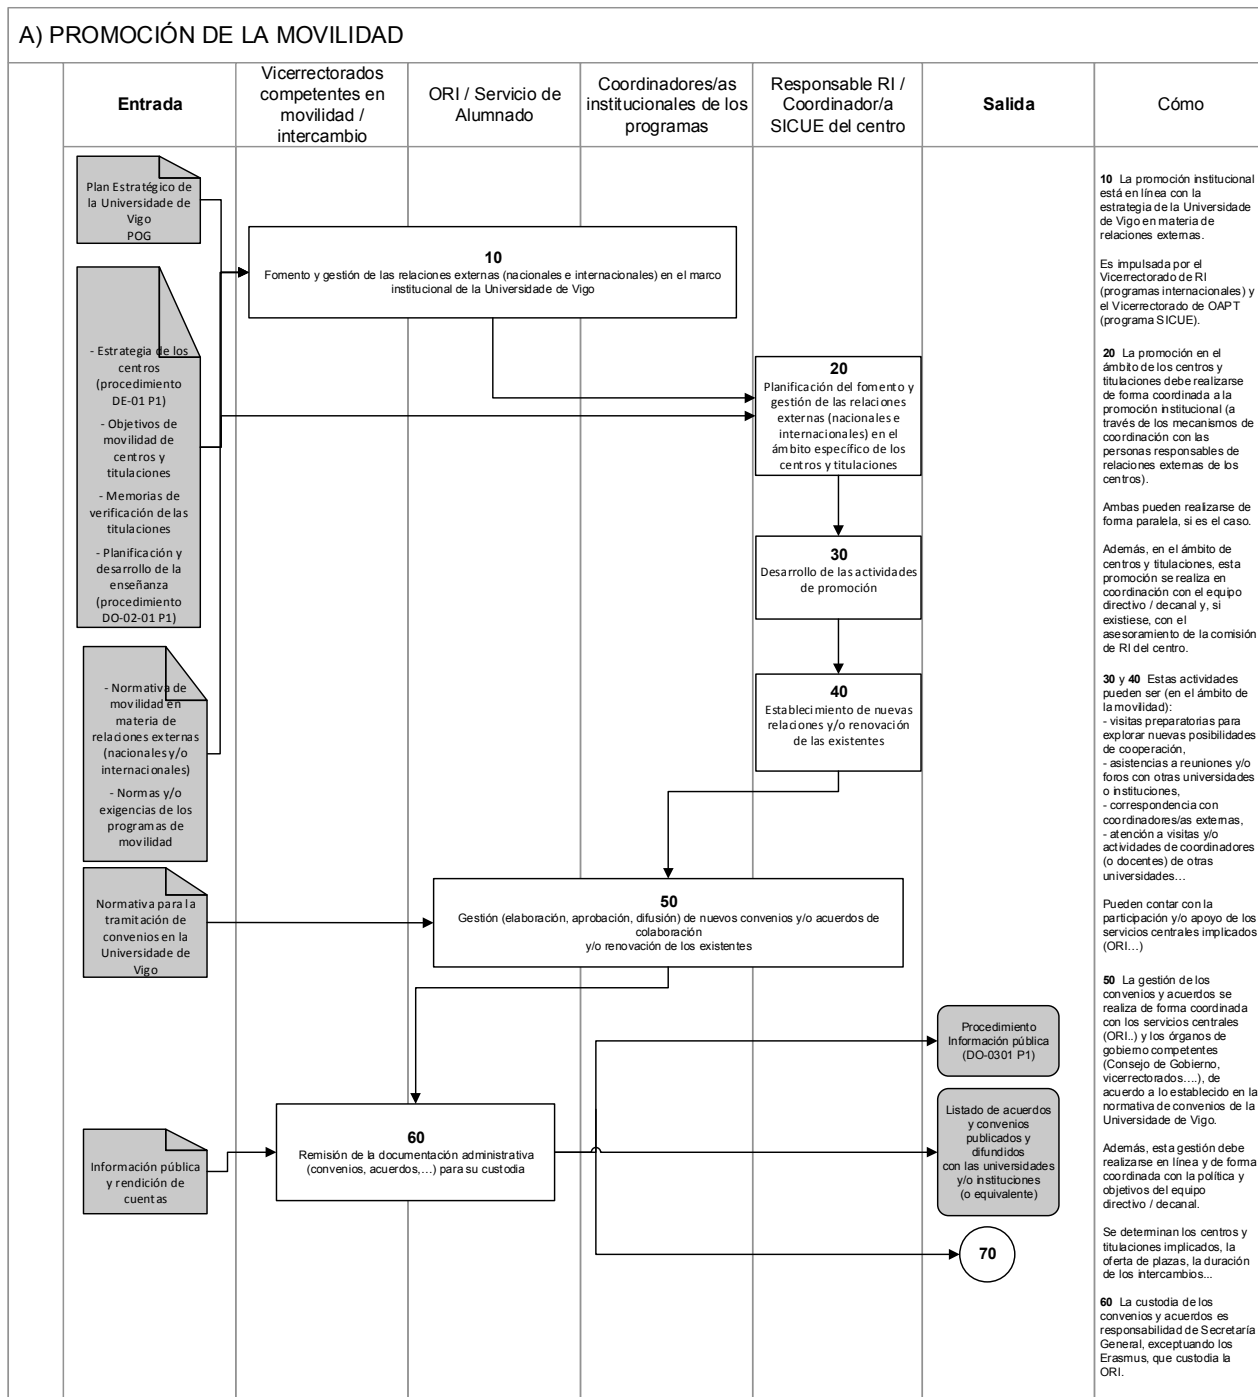 A) PROMOCIÓN DE LA MOVILIDAD
Entrada
Vicerrectorados
competentes en
movilidad /
intercambio
ORI / Servicio de
Alumnado
Coordinadores/as
institucionales de los
programas
Responsable RI /
Coordinador/a
SICUE del centro
Salida
Cómo
Plan Estratégico de
la Universidade de
Vigo
POG
- Estrategia de los
centros
(procedimiento
DE-01 P1)
- Objetivos de
movilidad de
centros y
titulaciones
- Memorias de
verificación de las
titulaciones
- Planificación y
desarrollo de la
enseñanza
(procedimiento
DO-02-01 P1)
- Normativa de
movilidad en
materia de
relaciones externas
(nacionales y/o
internacionales)
- Normas y/o
exigencias de los
programas de
movilidad
Normativa para la
tramitación de
convenios en la
Universidade de
Vigo
Información pública
y rendición de
cuentas
10
Fomento y gestión de las relaciones externas (nacionales e internacionales) en el marco
institucional de la Universidade de Vigo
20
Planificación del fomento y
gestión de las relaciones
externas (nacionales e
internacionales) en el
ámbito específico de los
centros y titulaciones
30
Desarrollo de las actividades
de promoción
40
Establecimiento de nuevas
relaciones y/o renovación
de las existentes
50
Gestión (elaboración, aprobación, difusión) de nuevos convenios y/o acuerdos de
colaboración
y/o renovación de los existentes
60
Remisión de la documentación administrativa
(convenios, acuerdos,...) para su custodia
Procedimiento
Información pública
(DO-0301 P1)
Listado de acuerdos
y convenios
publicados y
difundidos
con las universidades
y/o instituciones
(o equivalente)
70
10 La promoción institucional
está en línea con la
estrategia de la Universidade
de Vigo en materia de
relaciones externas.
Es impulsada por el
Vicerrectorado de RI
(programas internacionales) y
el Vicerrectorado de OAPT
(programa SICUE).
20 La promoción en el
ámbito de los centros y
titulaciones debe realizarse
de forma coordinada a la
promoción institucional (a
través de los mecanismos de
coordinación con las
personas responsables de
relaciones externas de los
centros).
Ambas pueden realizarse de
forma paralela, si es el caso.
Además, en el ámbito de
centros y titulaciones, esta
promoción se realiza en
coordinación con el equipo
directivo / decanal y, si
existiese, con el
asesoramiento de la comisión
de RI del centro.
30 y 40 Estas actividades
pueden ser (en el ámbito de
la movilidad):
- visitas preparatorias para
explorar nuevas posibilidades
de cooperación,
- asistencias a reuniones y/o
foros con otras universidades
o instituciones,
- correspondencia con
coordinadores/as externas,
- atención a visitas y/o
actividades de coordinadores
(o docentes) de otras
universidades...
Pueden contar con la
participación y/o apoyo de los
servicios centrales implicados
(ORI...)
50 La gestión de los
convenios y acuerdos se
realiza de forma coordinada
con los servicios centrales
(ORI..) y los órganos de
gobierno competentes
(Consejo de Gobierno,
vicerrectorados....), de
acuerdo a lo establecido en la
normativa de convenios de la
Universidade de Vigo.
Además, esta gestión debe
realizarse en línea y de forma
coordinada con la política y
objetivos del equipo
directivo / decanal.
Se determinan los centros y
titulaciones implicados, la
oferta de plazas, la duración
de los intercambios...
60 La custodia de los
convenios y acuerdos es
responsabilidad de Secretaría
General, exceptuando los
Erasmus, que custodia la
ORI.